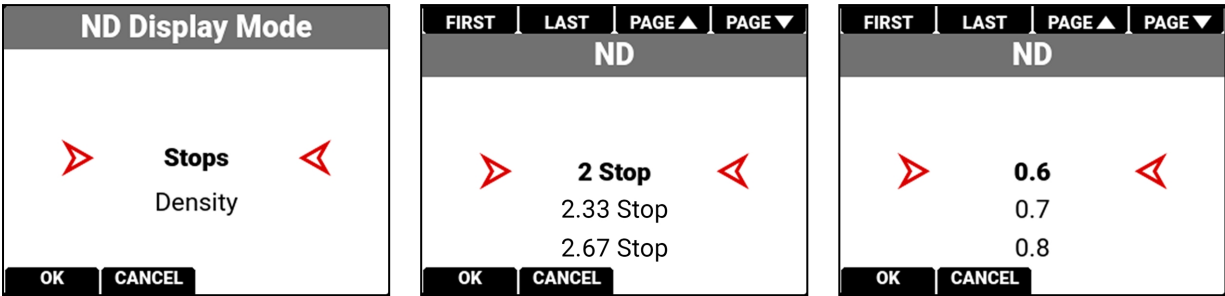 ND Display Mode
Stops
Density
OK CANCEL
FIRST LAST PAGE▲ PAGE▼
ND
2 Stop
2.33 Stop
2.67 Stop
OK CANCEL
FIRST LAST PAGE▲ PAGE▼
ND
0.6
0.7
0.8
OK CANCEL